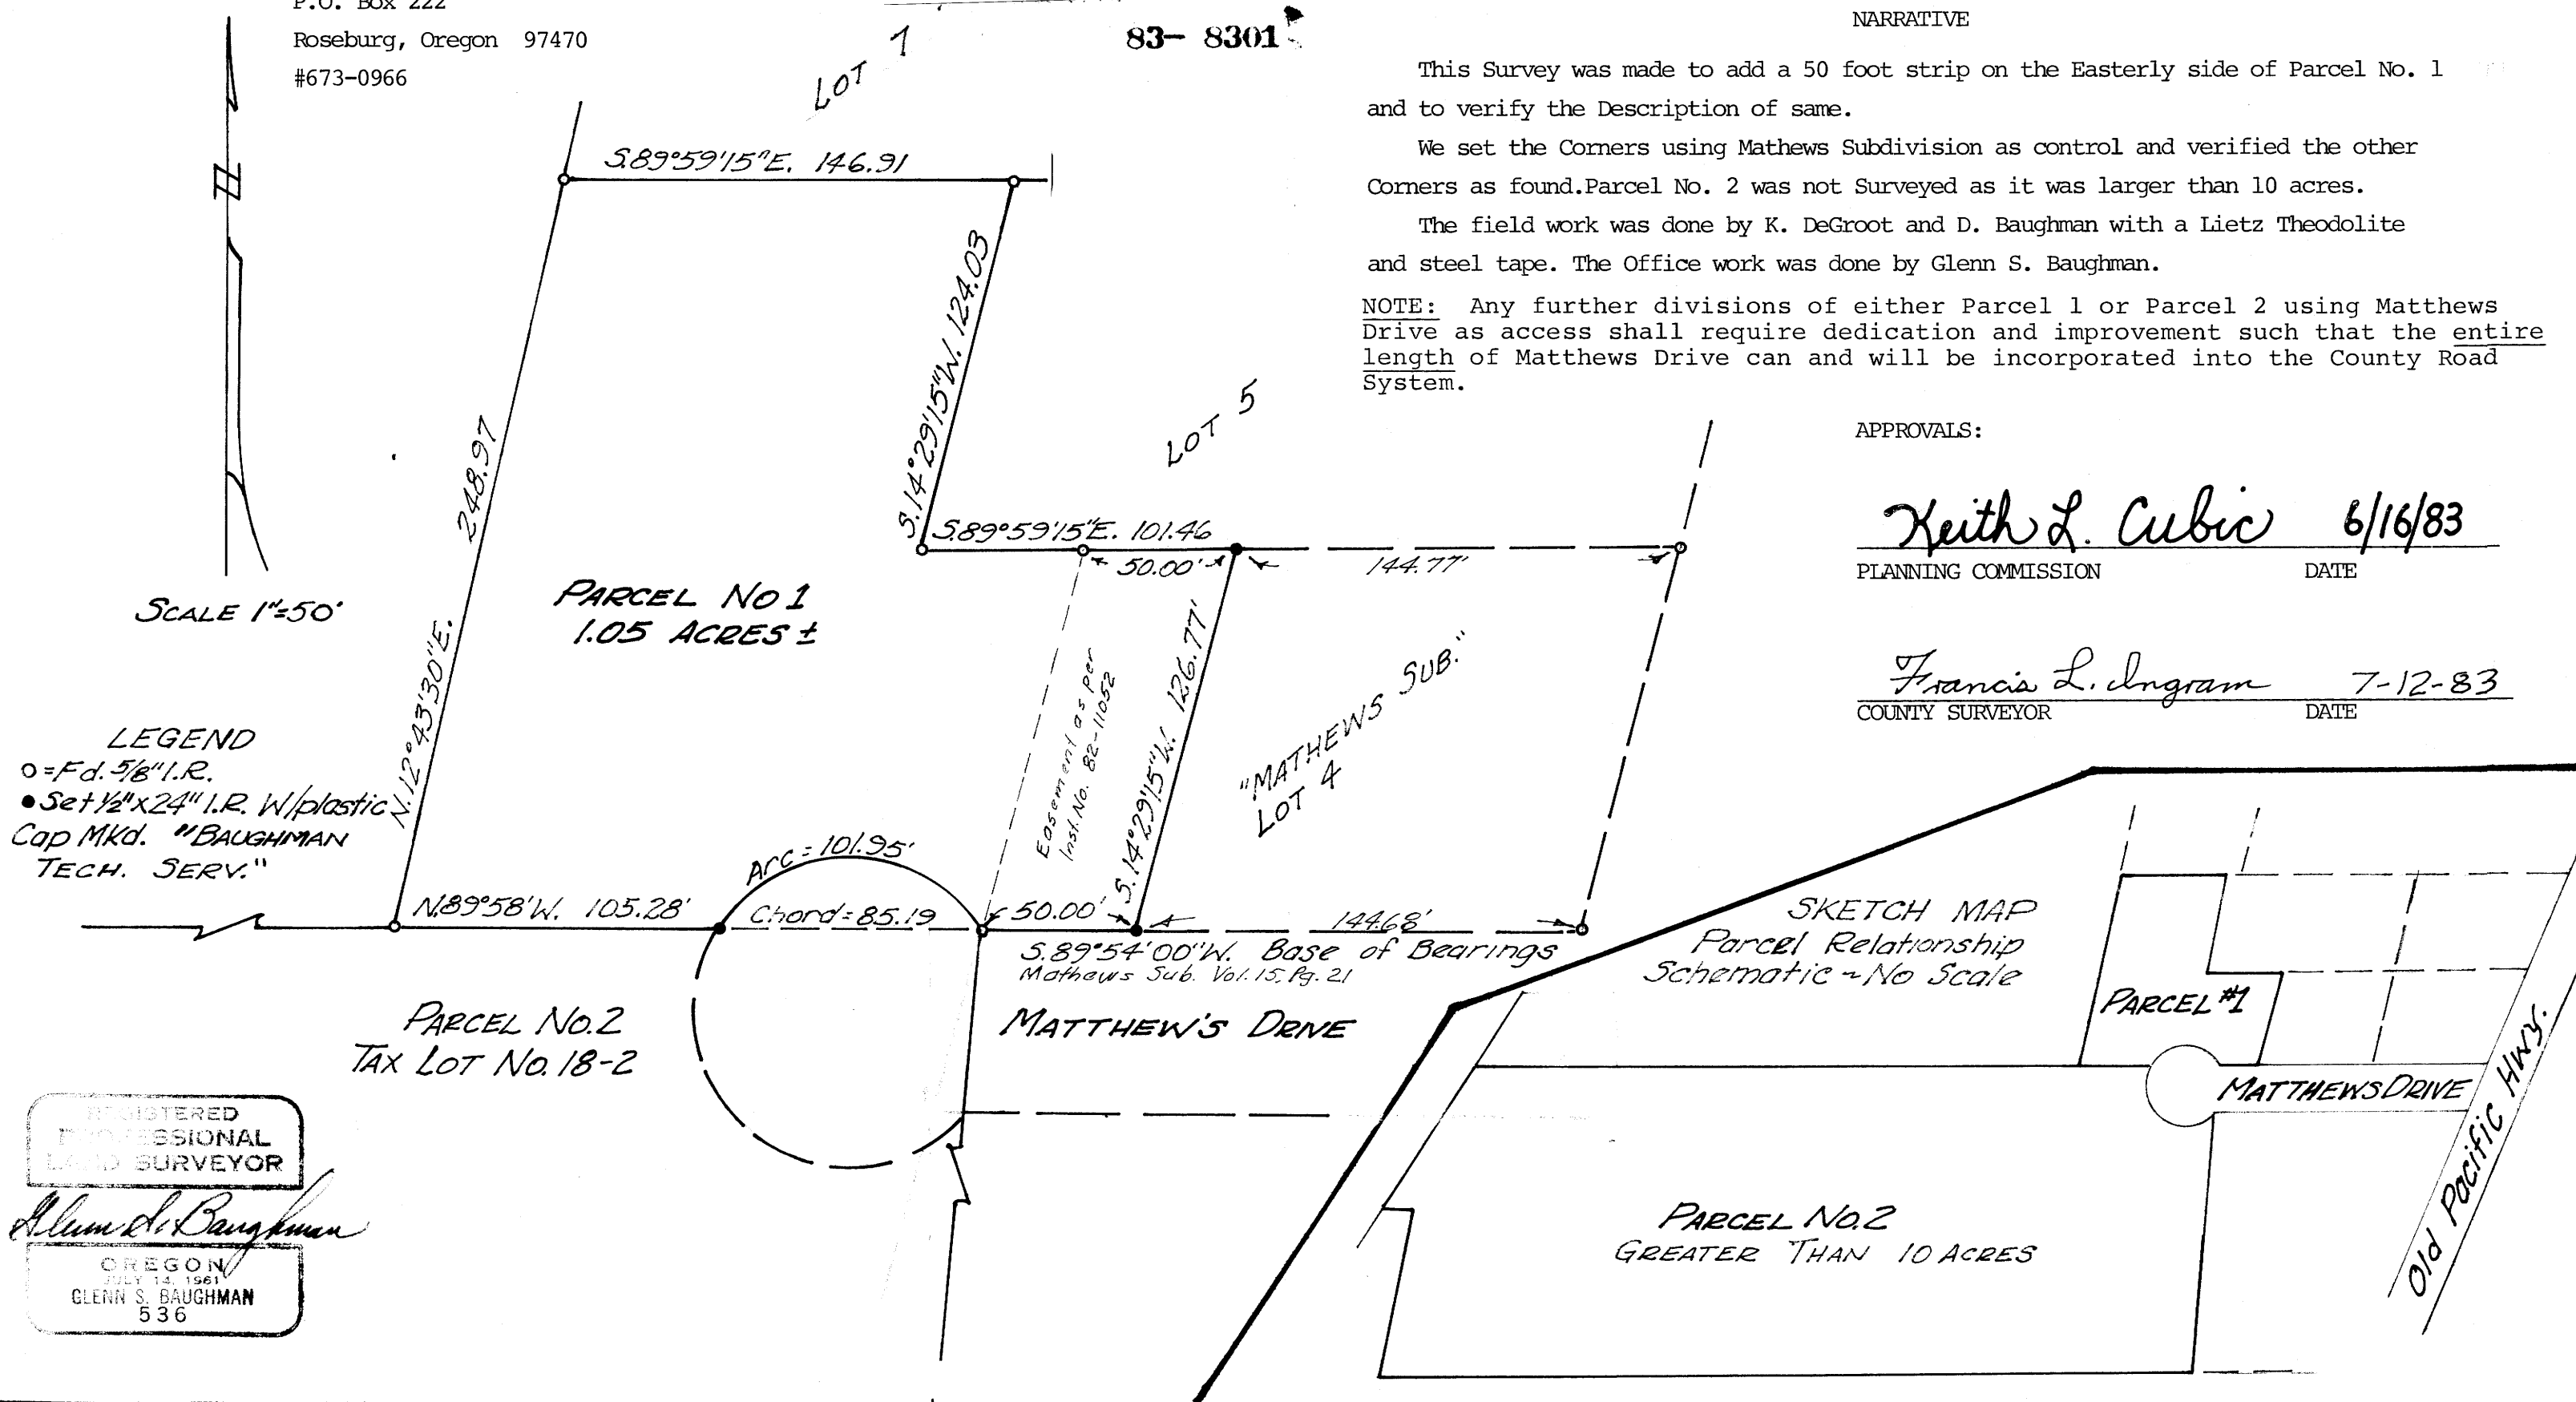 P.O. Box 222
Roseburg, Oregon 97470
#673-0966
83- 8301
LOT 7
S.89°59'15"E. 146.91
S.14°29'15"W. 124.03
248.97
N.12°43'30"E.
LOT 5
S.89°59'15"E. 101.46
50.00'
144.77'
SCALE 1"=50'
PARCEL NO 1
1.05 ACRES ±
Easement as per
Inst. No. 82-11052
S.14°29'15"W. 126.77'
"MATHEWS SUB."
LOT 4
LEGEND
o=Fd. 5/8" I.R.
● Set 1/2"x24" I.R. W/plastic
Cap Mkd. "BAUGHMAN
TECH. SERV."
Arc=101.95'
N.89°58'W. 105.28'
Chord=85.19
50.00'
144.68'
S.89°54'00"W. Base of Bearings
Mathews Sub. Vol. 15, Pg. 21
PARCEL NO.2
TAX LOT NO. 18-2
MATTHEW'S DRIVE
REGISTERED
PROFESSIONAL
LAND SURVEYOR
Glenn S. Baughman
OREGON
JULY 14, 1961
GLENN S. BAUGHMAN
536
NARRATIVE
This Survey was made to add a 50 foot strip on the Easterly side of Parcel No. 1
and to verify the Description of same.
We set the Corners using Mathews Subdivision as control and verified the other
Corners as found.Parcel No. 2 was not Surveyed as it was larger than 10 acres.
The field work was done by K. DeGroot and D. Baughman with a Lietz Theodolite
and steel tape. The Office work was done by Glenn S. Baughman.
NOTE: Any further divisions of either Parcel 1 or Parcel 2 using Matthews
Drive as access shall require dedication and improvement such that the entire
length of Matthews Drive can and will be incorporated into the County Road
System.
APPROVALS:
Keith L. Cubic 6/16/83
PLANNING COMMISSION DATE
Francis L. Ingram 7-12-83
COUNTY SURVEYOR DATE
SKETCH MAP
Parcel Relationship
Schematic ~ No Scale
PARCEL #1
MATTHEWS DRIVE
Old Pacific Hwy.
PARCEL NO.2
GREATER THAN 10 ACRES